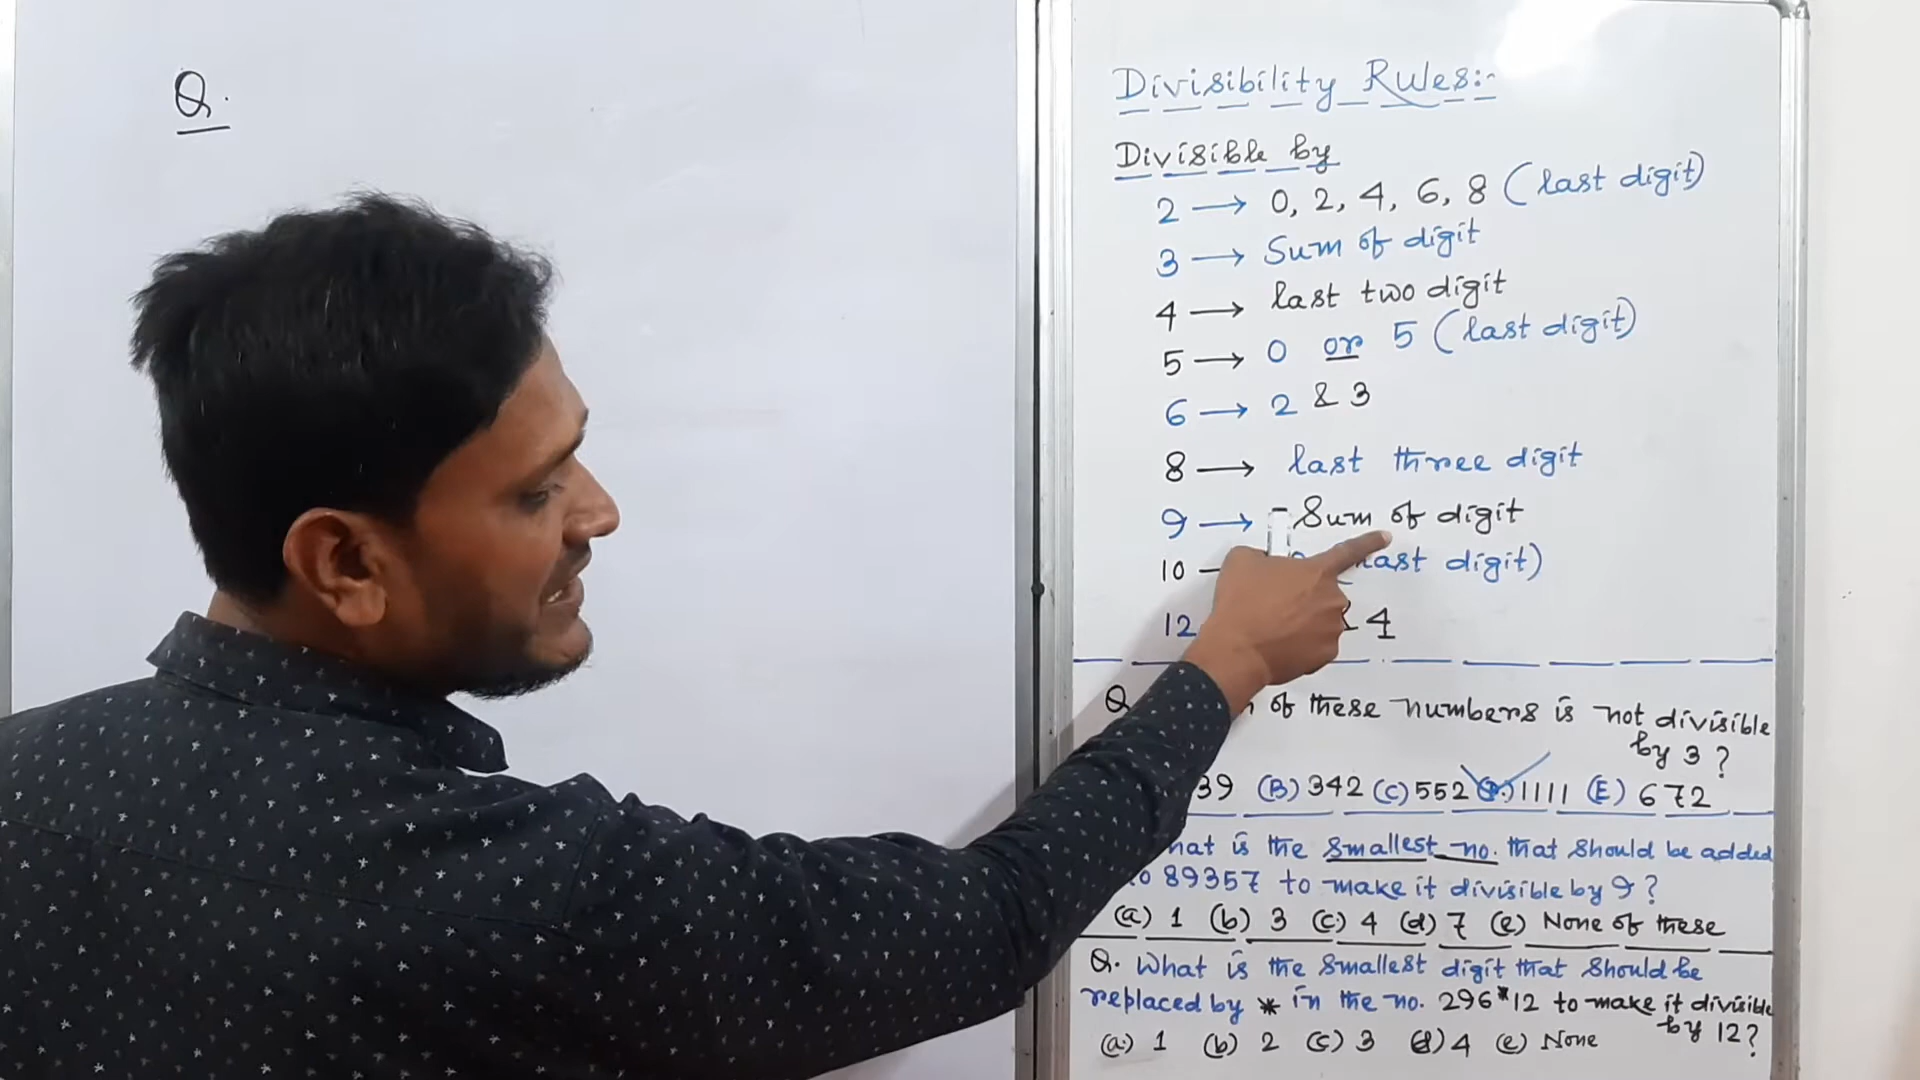 Q.
Divisibility Rules:-
Divisible by
2 → 0, 2, 4, 6, 8 (last digit)
3 → Sum of digit
4 → last two digit
5 → 0 or 5 (last digit)
6 → 2 & 3
8 → last three digit
9 → Sum of digit
10 → (last digit)
12 & 4
Q. of these numbers is not divisible
by 3 ?
39 (B) 342 (C) 552 (D) 1111 (E) 672
hat is the smallest no. that should be added
to 89357 to make it divisible by 9 ?
(a) 1 (b) 3 (c) 4 (d) 7 (e) None of these
Q. What is the smallest digit that should be
replaced by * in the no. 296*12 to make it divisible
by 12?
(a) 1 (b) 2 (c) 3 (d) 4 (e) None